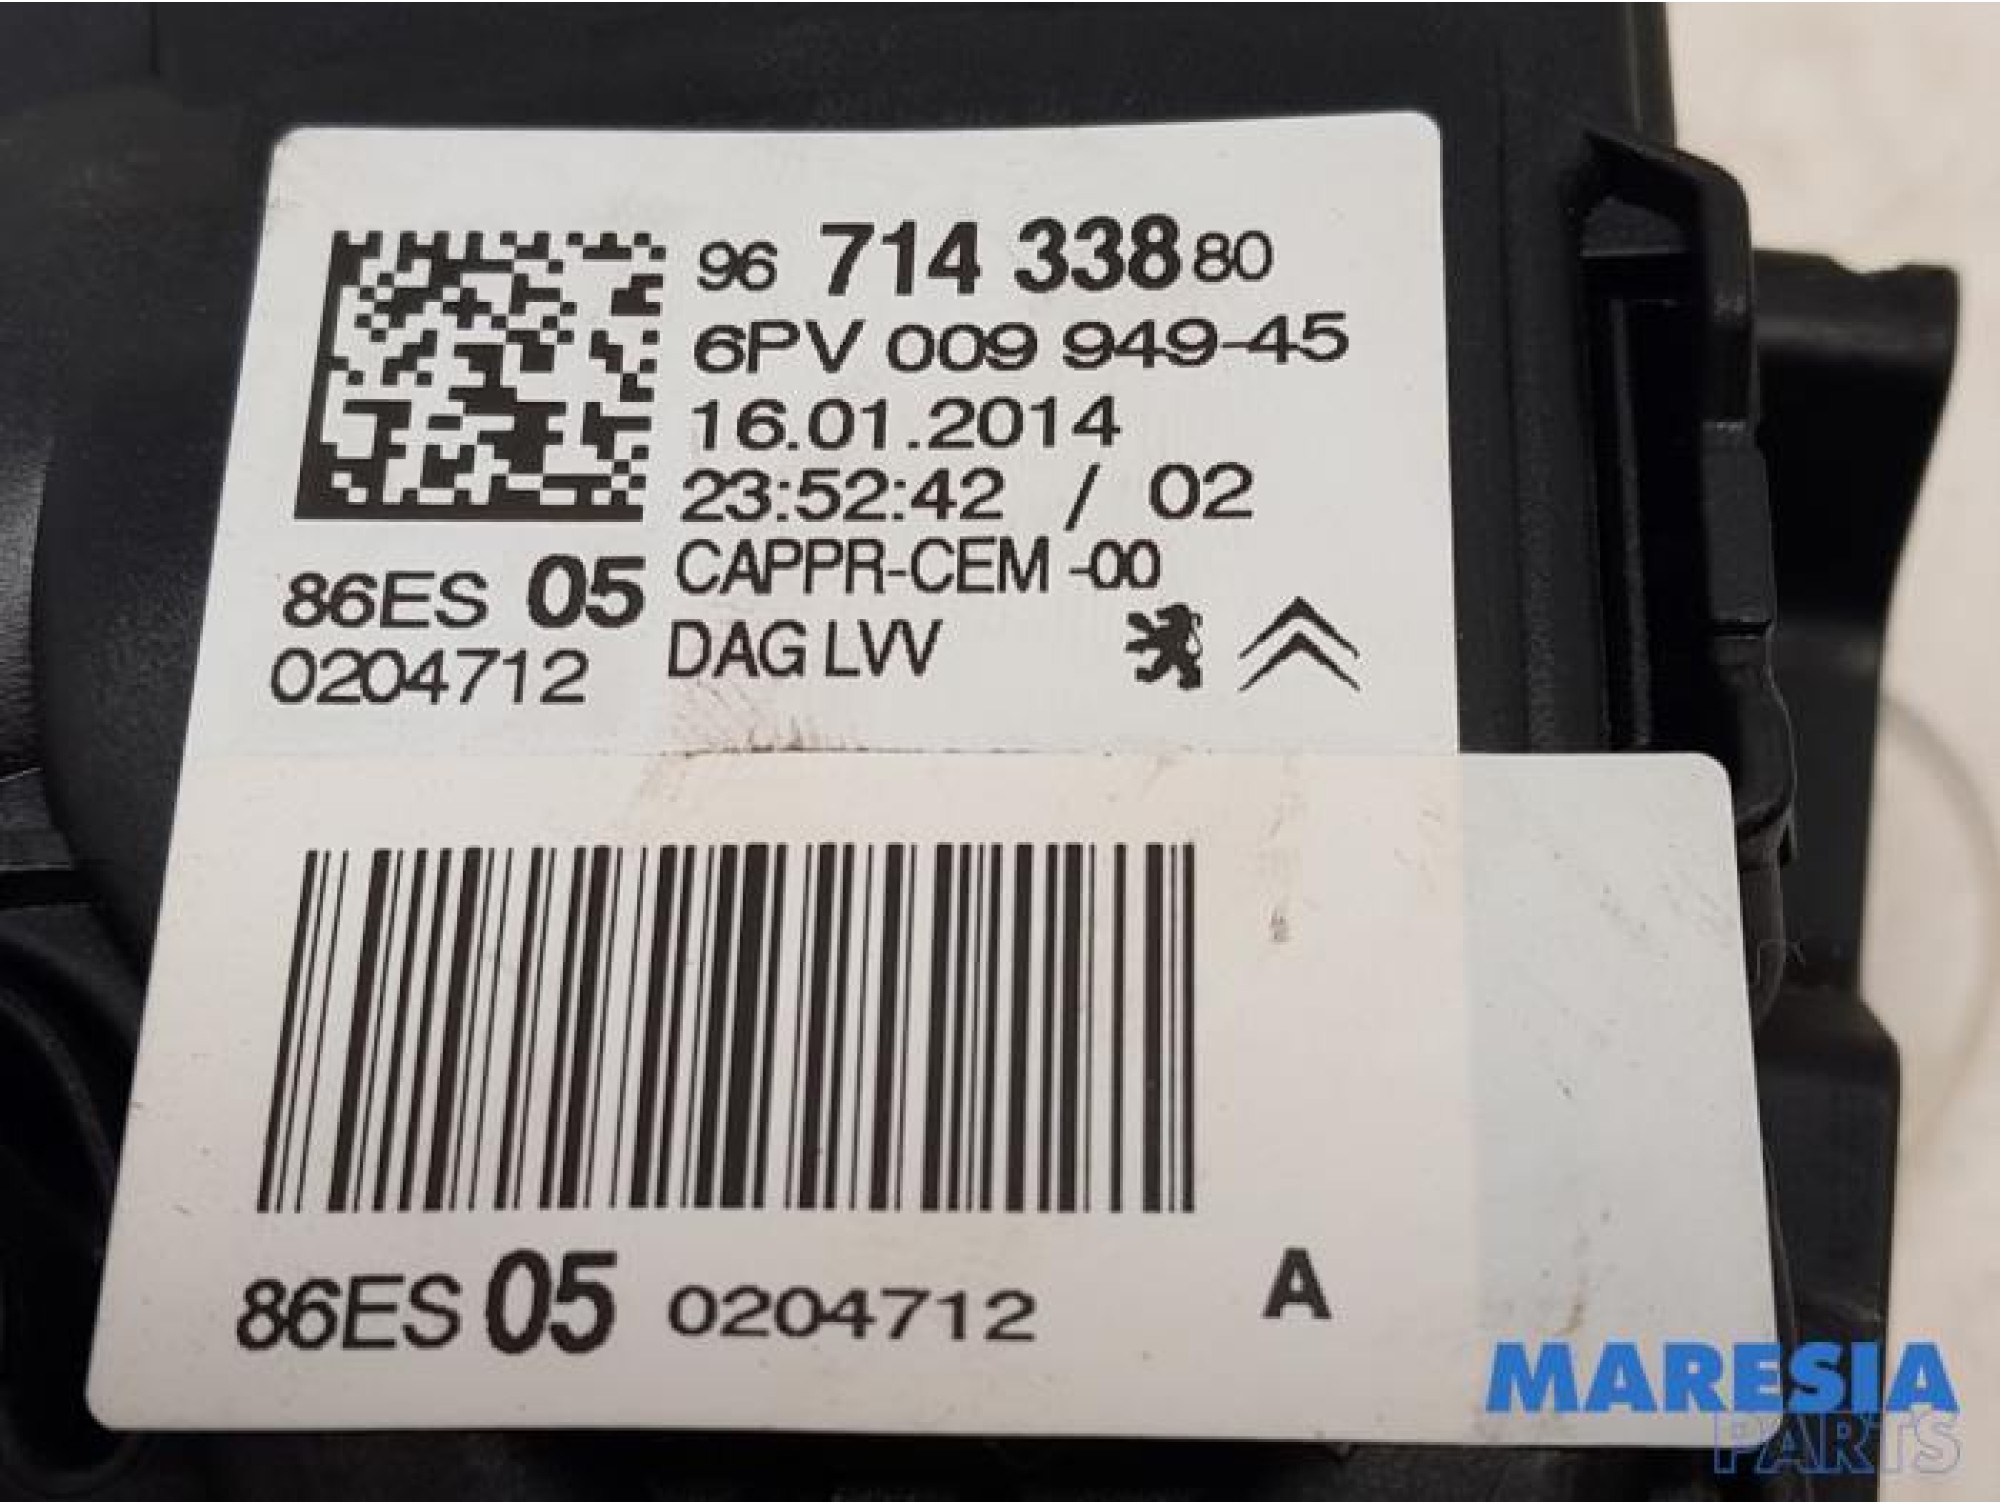 96 714 338 80
6PV 009 949-45
16.01.2014
23:52:42 / 02
CAPPR-CEM -00
DAG LVV
86ES 05
0204712
86ES 05 0204712
A
MARESIA
PARTS